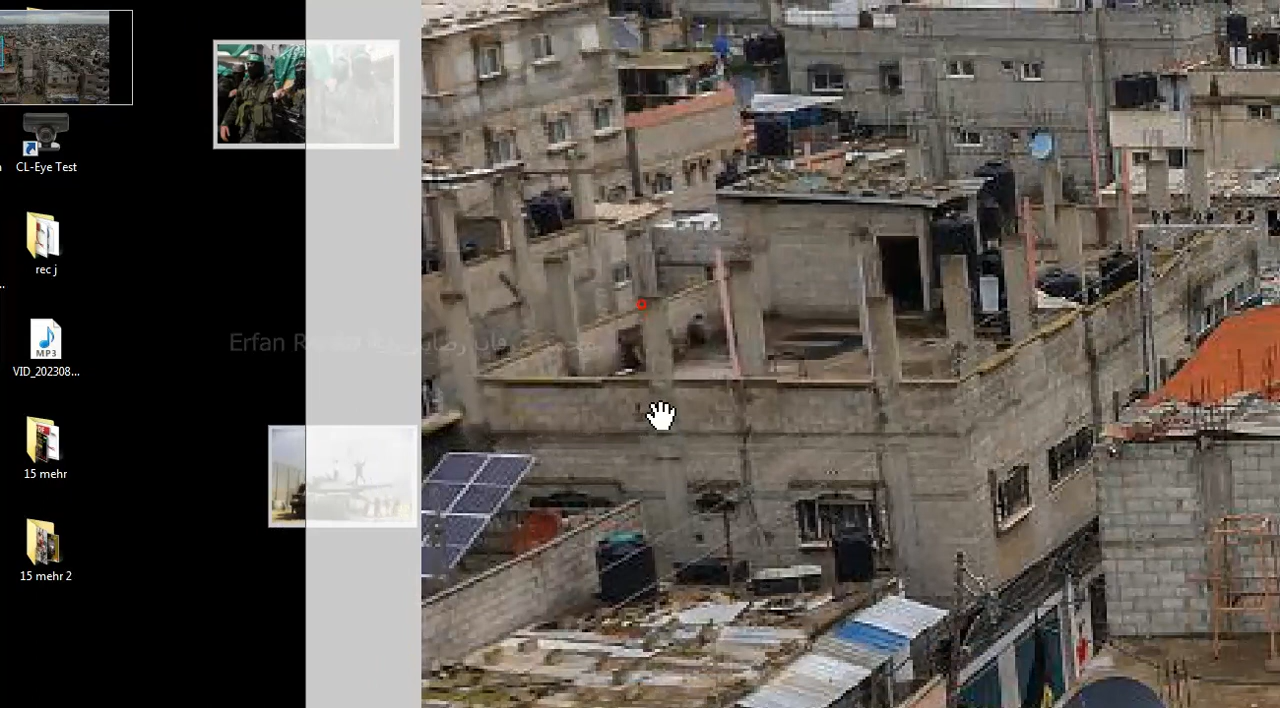 CL-Eye Test
rec j
Erfan R
MP3
VID_202308...
15 mehr
15 mehr 2